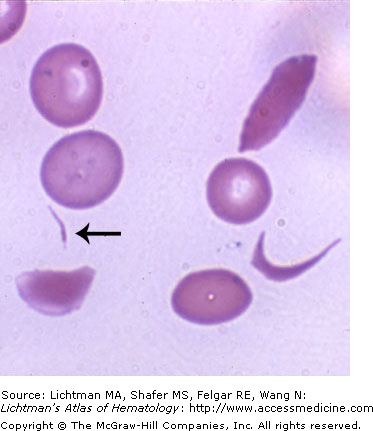 Source: Lichtman MA, Shafer MS, Felgar RE, Wang N:
Lichtman's Atlas of Hematology: http://www.accessmedicine.com
Copyright © The McGraw-Hill Companies, Inc. All rights reserved.